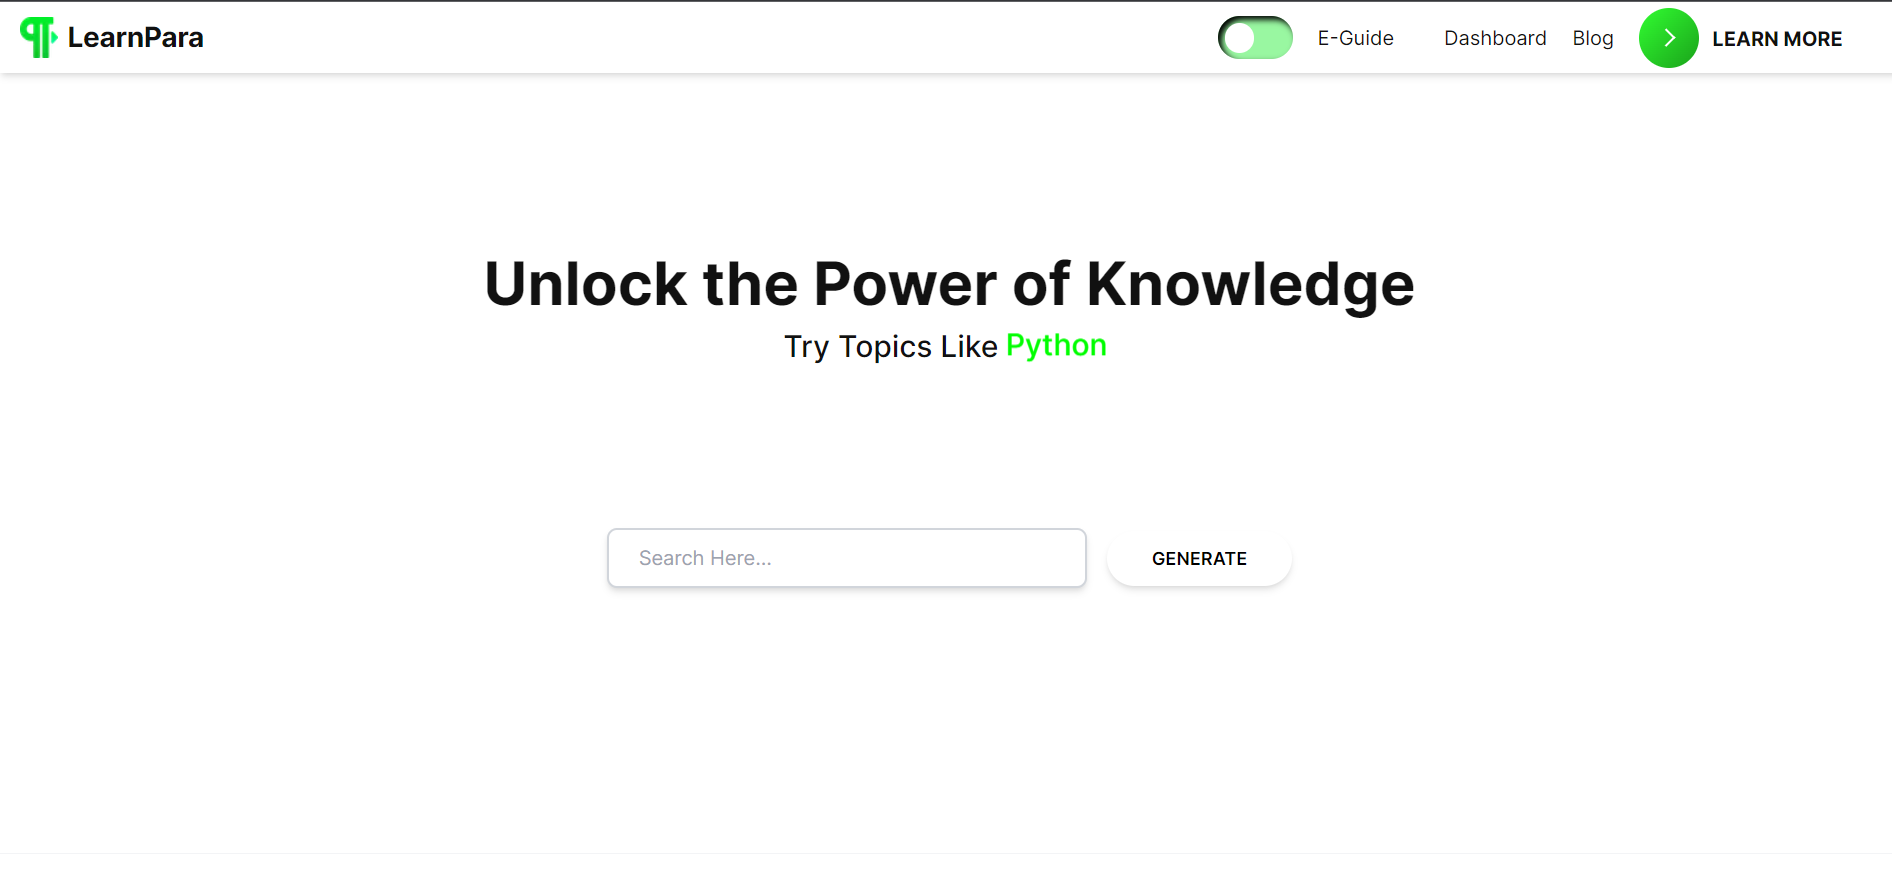 LearnPara
E-Guide
Dashboard
Blog
LEARN MORE
Unlock the Power of Knowledge
Try Topics Like Python
Search Here...
GENERATE